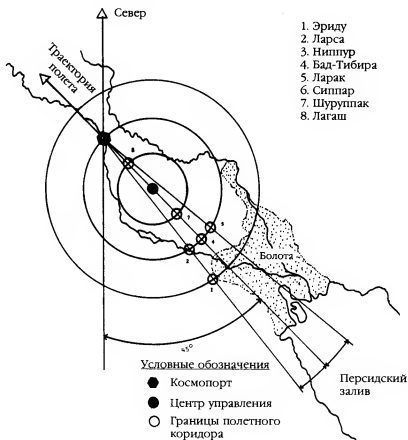 Север
Траектория
полета
1. Эриду
2. Ларса
3. Ниппур
4. Бад-Тибира
5. Ларак
6. Сиппар
7. Шуруппак
8. Лагаш
8
7
5
4
2
1
Болота
45°
Персидский
залив
Условные обозначения
Космопорт
Центр управления
Границы полетного
коридора